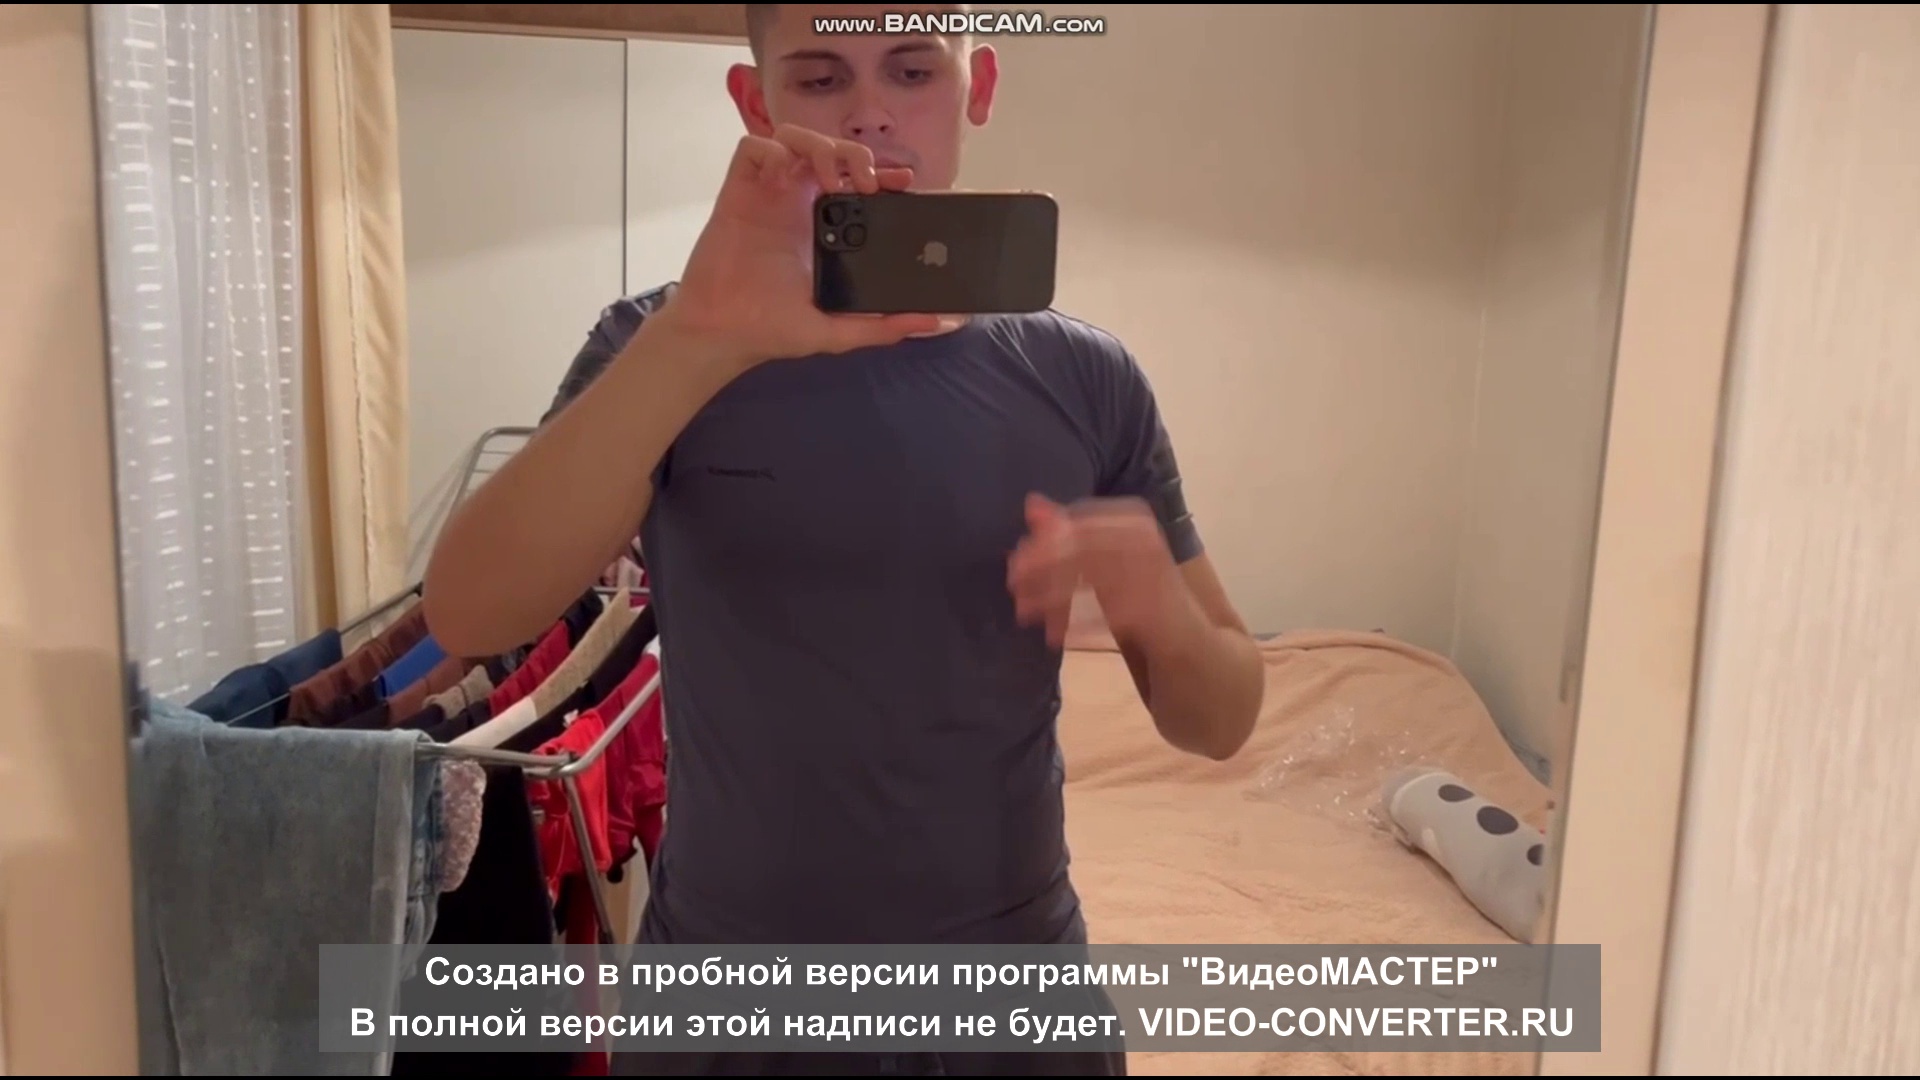 www.BANDICAM.com
Создано в пробной версии программы "ВидеоМАСТЕР"
В полной версии этой надписи не будет. VIDEO-CONVERTER.RU